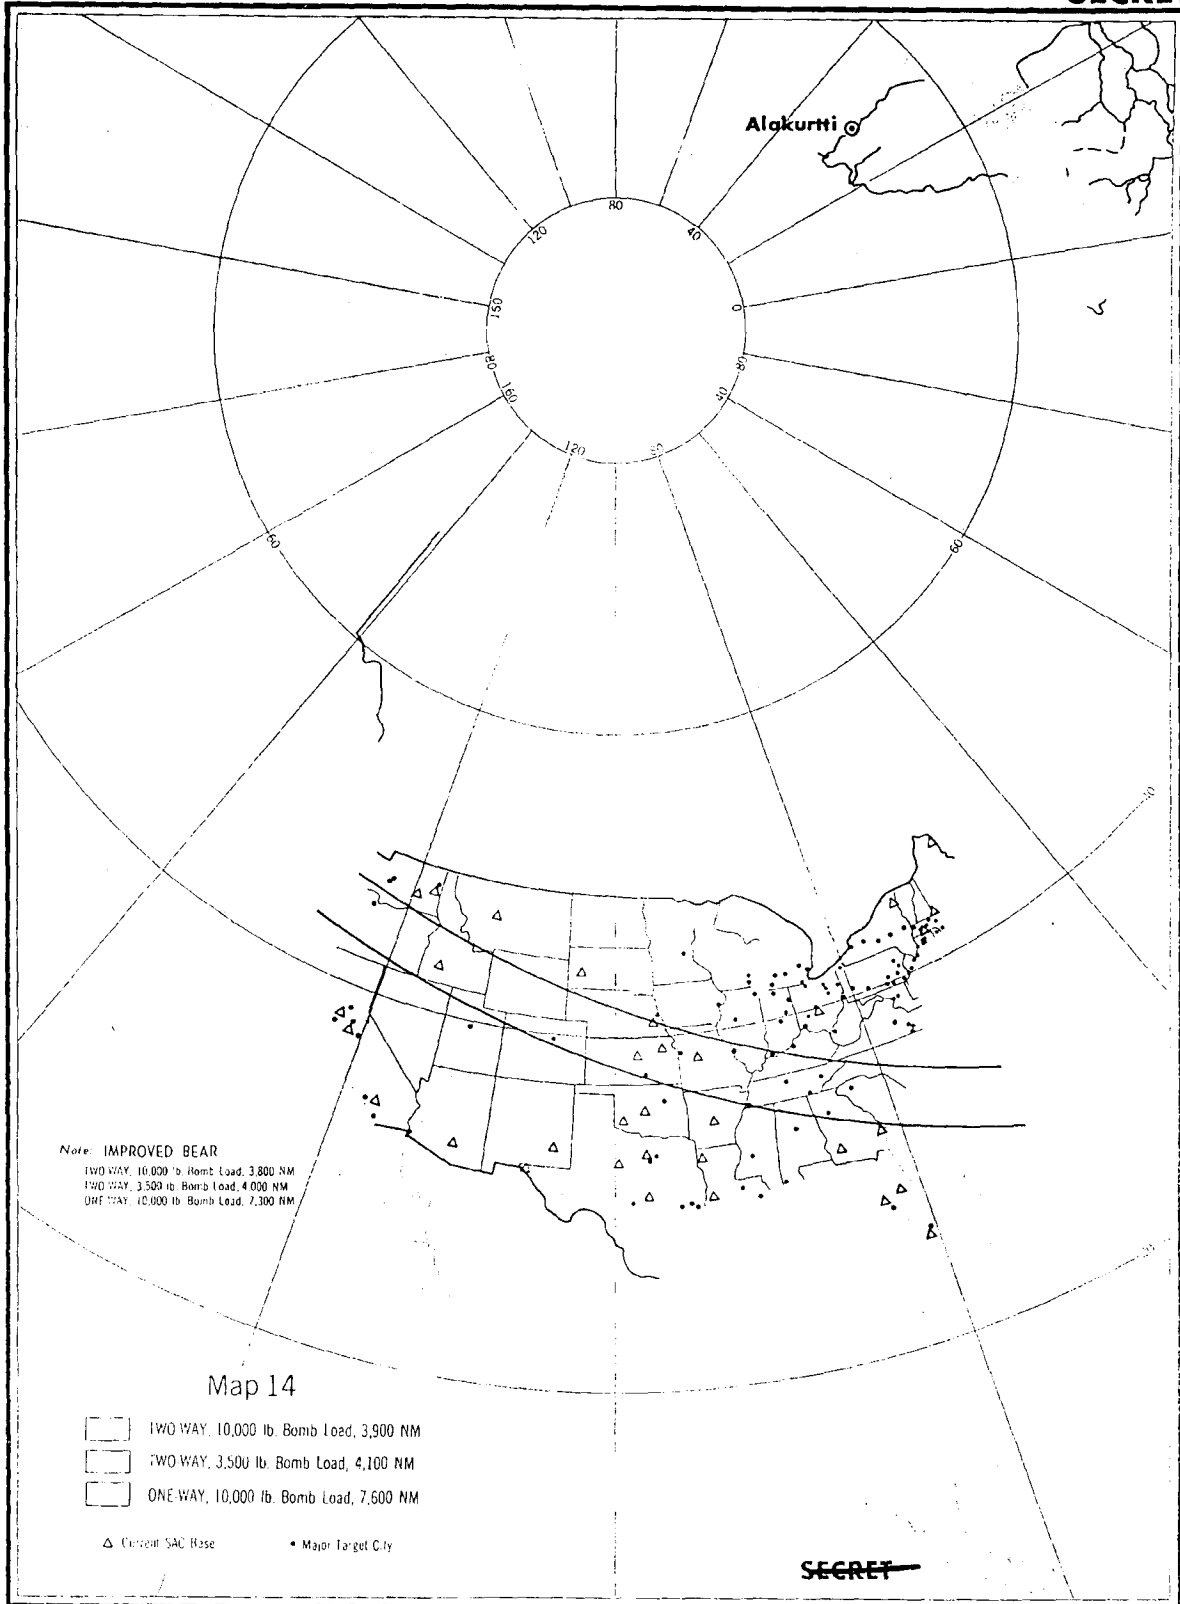 SECRET
Alakurtti
80
120
40
150
0
80
80
160
40
120
80
60
60
40
30
Note: IMPROVED BEAR
TWO WAY, 10,000 lb. Bomb Load, 3,800 NM
TWO WAY, 3,500 lb. Bomb Load, 4,000 NM
ONE WAY, 10,000 lb. Bomb Load, 7,300 NM
Map 14
TWO WAY, 10,000 lb. Bomb Load, 3,900 NM
TWO-WAY, 3,500 lb. Bomb Load, 4,100 NM
ONE-WAY, 10,000 lb. Bomb Load, 7,600 NM
Current SAC Base
Major Target City
SECRET